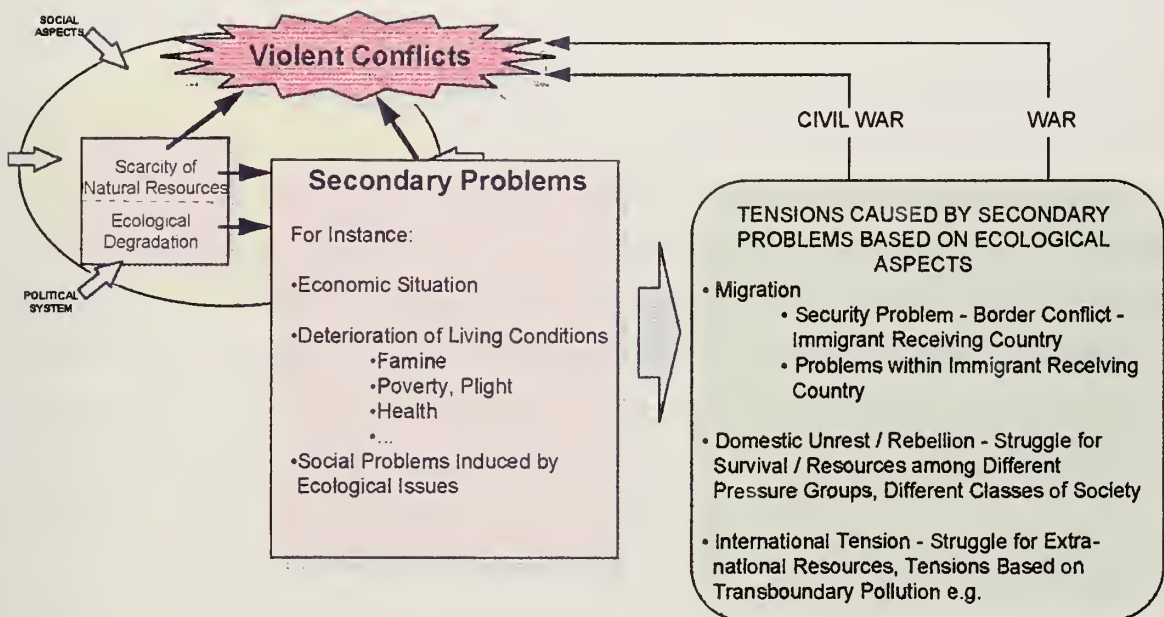 SOCIAL
ASPECTS
Violent Conflicts
CIVIL WAR
WAR
Scarcity of
Natural Resources
Ecological
Degradation
POLITICAL
SYSTEM
Secondary Problems
For Instance:
•Economic Situation
•Deterioration of Living Conditions
•Famine
•Poverty, Plight
•Health
•...
•Social Problems Induced by
Ecological Issues
TENSIONS CAUSED BY SECONDARY
PROBLEMS BASED ON ECOLOGICAL
ASPECTS
• Migration
• Security Problem - Border Conflict -
Immigrant Receiving Country
• Problems within Immigrant Receiving
Country
• Domestic Unrest / Rebellion - Struggle for
Survival / Resources among Different
Pressure Groups, Different Classes of Society
• International Tension - Struggle for Extra-
national Resources, Tensions Based on
Transboundary Pollution e.g.